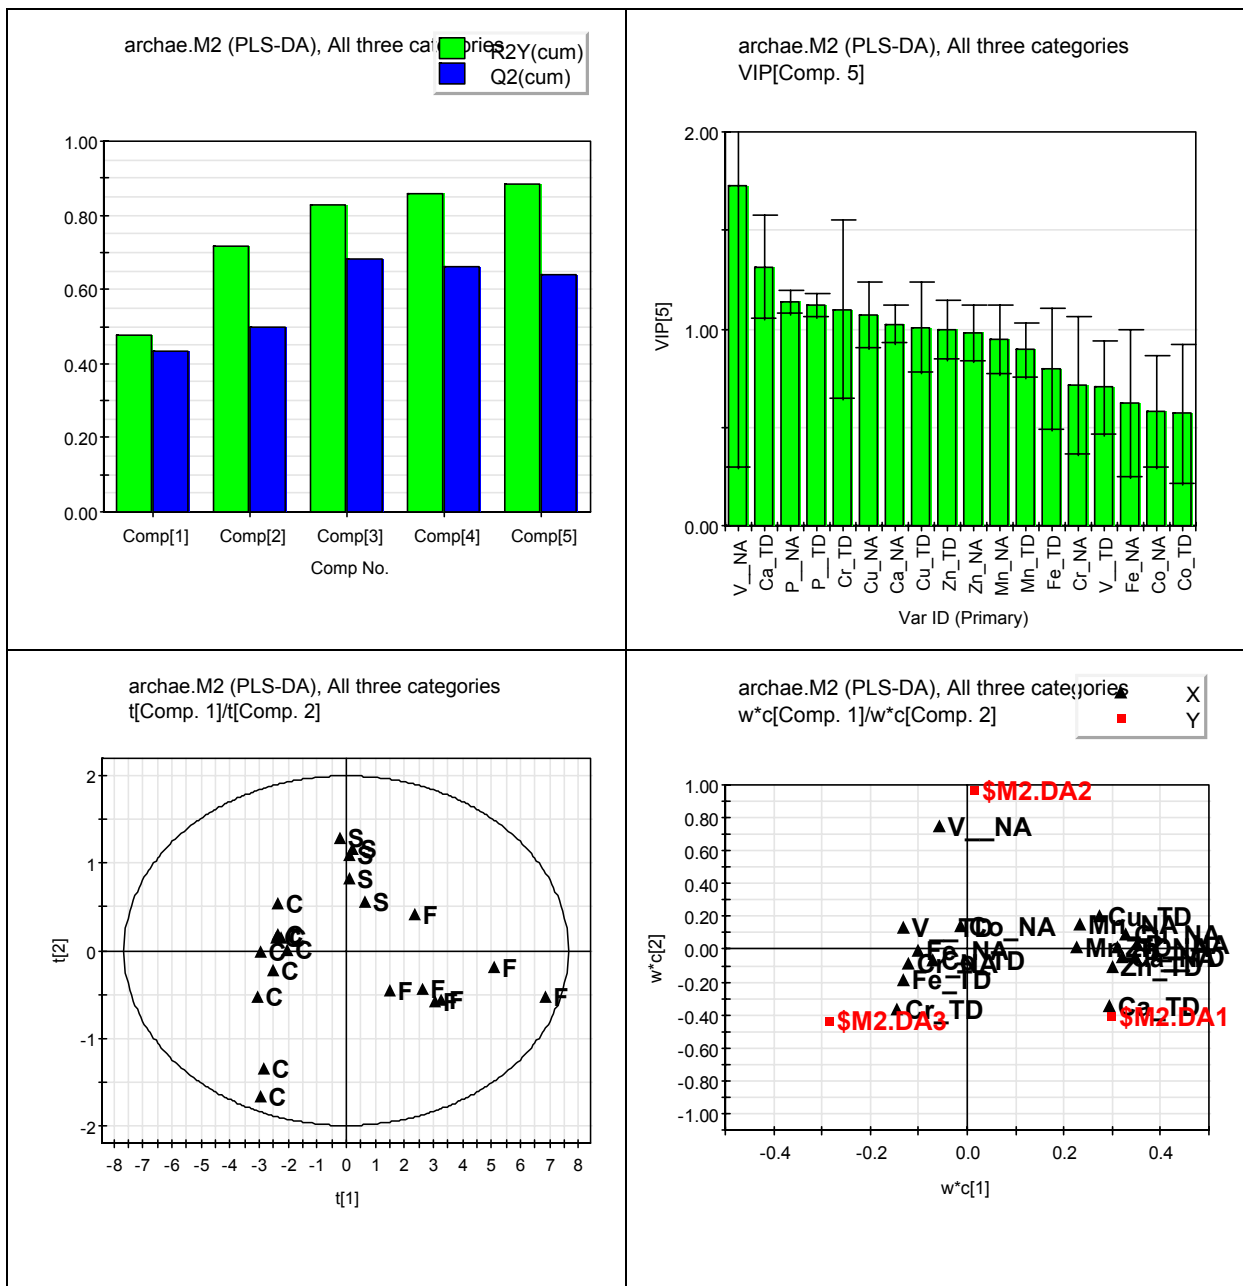 archae.M2 (PLS-DA), All three categories
R2Y(cum)
Q2(cum)
1.00
0.80
0.60
0.40
0.20
0.00
Comp[1] Comp[2] Comp[3] Comp[4] Comp[5]
Comp No.
archae.M2 (PLS-DA), All three categories
VIP[Comp. 5]
VIP[5]
2.00
1.00
0.00
V__NA Ca_TD P__NA P__TD Cr_TD Cu_NA Ca_NA Cu_TD Zn_TD Zn_NA Mn_NA Mn_TD Fe_TD Cr_NA V__TD Fe_NA Co_NA Co_TD
Var ID (Primary)
archae.M2 (PLS-DA), All three categories
t[Comp. 1]/t[Comp. 2]
t[2]
2
1
0
-1
-2
S
S
S
S
S
C
F
C
C
C
C
C
F
F
F
F
F
C
F
C
C
-8 -7 -6 -5 -4 -3 -2 -1 0 1 2 3 4 5 6 7 8
t[1]
archae.M2 (PLS-DA), All three categories
w*c[Comp. 1]/w*c[Comp. 2]
X
Y
w*c[2]
1.00
0.80
0.60
0.40
0.20
0.00
-0.20
-0.40
-0.60
-0.80
-1.00
$M2.DA2
V__NA
Cu_TD
V__TD
Co_NA
Fe_NA
Cr_NA
Co_TD
Fe_TD
Zn_TD
Cr_TD
Ca_TD
$M2.DA3
$M2.DA1
-0.4 -0.2 0.0 0.2 0.4
w*c[1]